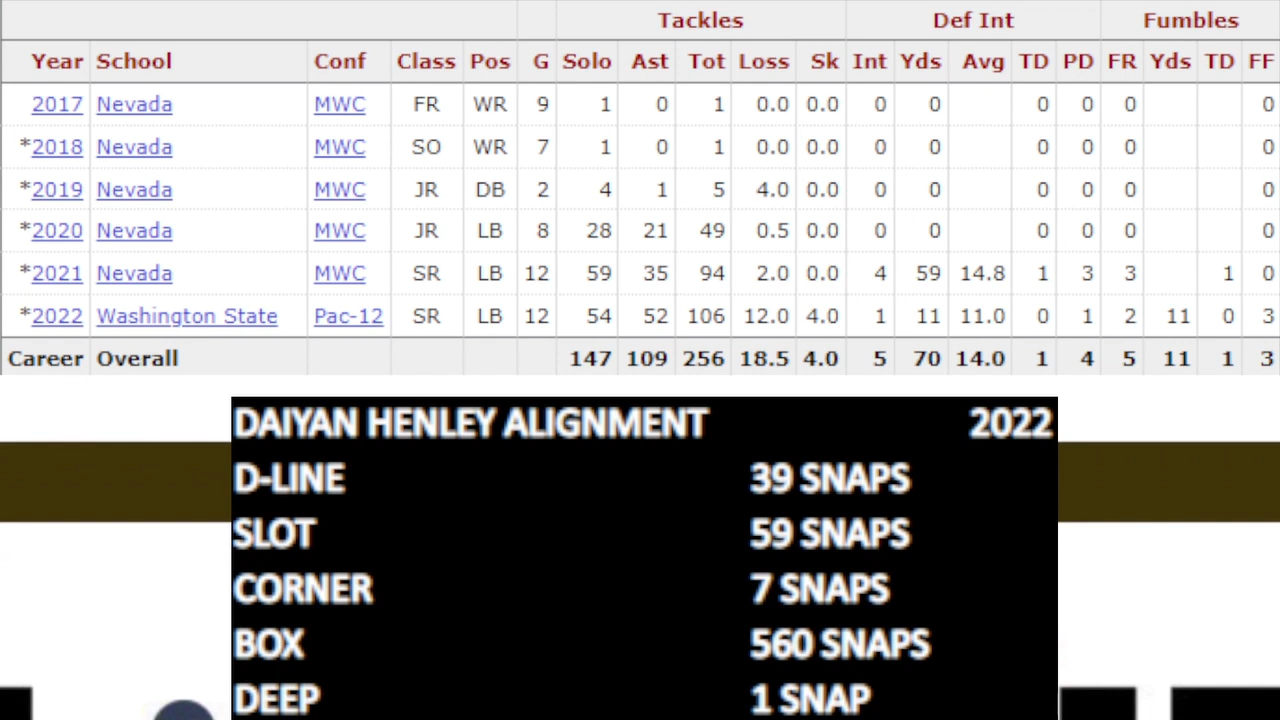 Tackles Def Int Fumbles
Year School Conf Class Pos G Solo Ast Tot Loss Sk Int Yds Avg TD PD FR Yds TD FF
2017 Nevada MWC FR WR 9 1 0 1 0.0 0.0 0 0 0 0 0 0
*2018 Nevada MWC SO WR 7 1 0 1 0.0 0.0 0 0 0 0 0 0
*2019 Nevada MWC JR DB 2 4 1 5 4.0 0.0 0 0 0 0 0 0
*2020 Nevada MWC JR LB 8 28 21 49 0.5 0.0 0 0 0 0 0 0
*2021 Nevada MWC SR LB 12 59 35 94 2.0 0.0 4 59 14.8 1 3 3 1 0
*2022 Washington State Pac-12 SR LB 12 54 52 106 12.0 4.0 1 11 11.0 0 1 2 11 0 3
Career Overall 147 109 256 18.5 4.0 5 70 14.0 1 4 5 11 1 3
DAIYAN HENLEY ALIGNMENT 2022
D-LINE 39 SNAPS
SLOT 59 SNAPS
CORNER 7 SNAPS
BOX 560 SNAPS
DEEP 1 SNAP